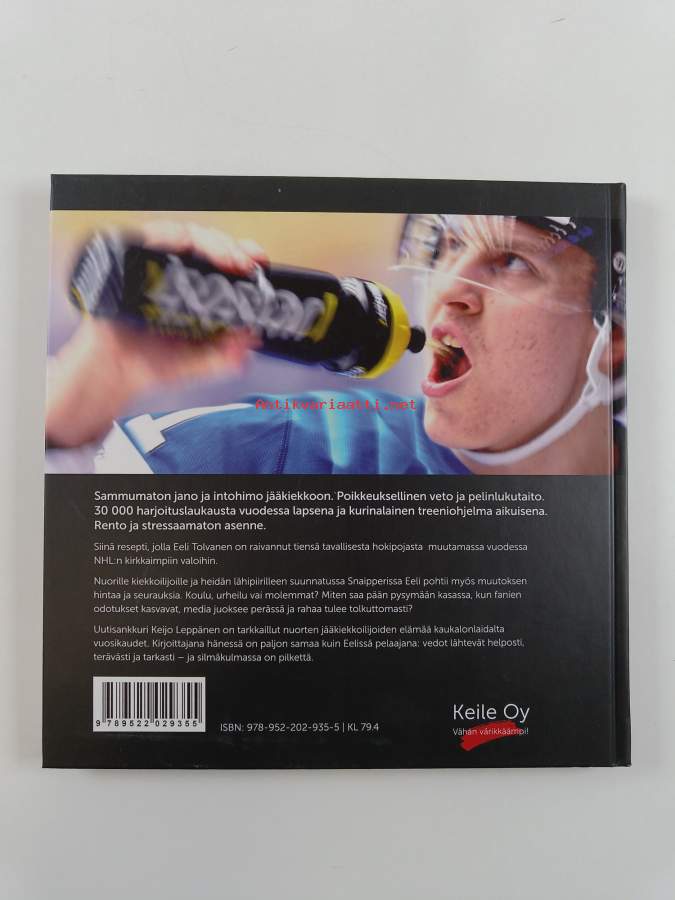 Antikvariaatti.net
Sammumaton jano ja intohimo jääkiekkoon. Poikkeuksellinen veto ja pelinlukutaito.
30 000 harjoituslaukausta vuodessa lapsena ja kurinalainen treeniohjelma aikuisena.
Rento ja stressaamaton asenne.
Siinä resepti, jolla Eeli Tolvanen on raivannut tiensä tavallisesta hokipojasta muutamassa vuodessa
NHL:n kirkkaimpiin valoihin.
Nuorille kiekkoilijoille ja heidän lähipiirilleen suunnatussa Snaipperissa Eeli pohtii myös muutoksen
hintaa ja seurauksia. Koulu, urheilu vai molemmat? Miten saa pään pysymään kasassa, kun fanien
odotukset kasvavat, media juoksee perässä ja rahaa tulee tolkuttomasti?
Uutisankkuri Keijo Leppänen on tarkkaillut nuorten jääkiekkoilijoiden elämää kaukalonlaidalta
vuosikaudet. Kirjoittajana hänessä on paljon samaa kuin Eelissä pelaajana: vedot lähtevät helposti,
terävästi ja tarkasti – ja silmäkulmassa on pilkettä.
9 789522 029355
ISBN: 978-952-202-935-5 | KL 79.4
Keile Oy
Vähän värikkäämpi!